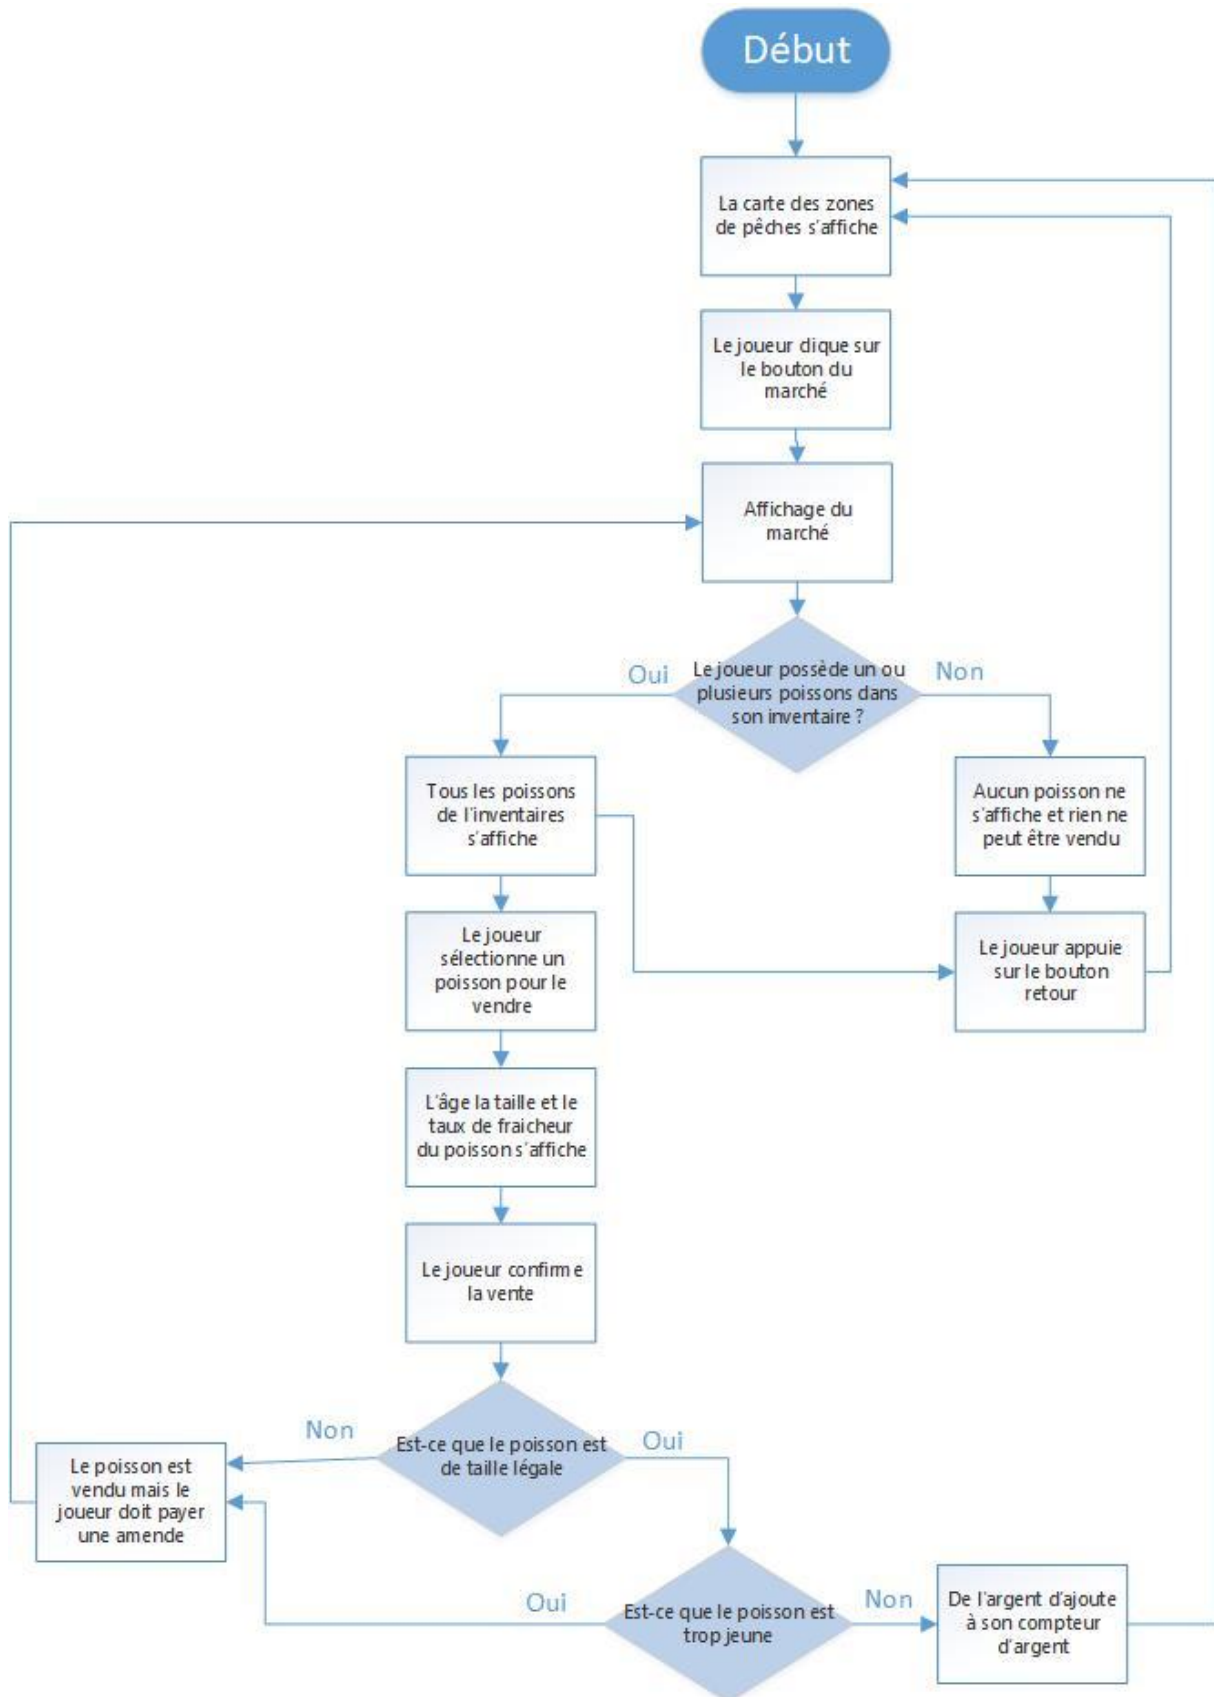 Début
La carte des zones
de pêches s'affiche
Le joueur clique sur
le bouton du
marché
Affichage du
marché
Oui
Le joueur possède un ou
plusieurs poissons dans
son inventaire ?
Non
Tous les poissons
de l'inventaires
s'affiche
Aucun poisson ne
s'affiche et rien ne
peut être vendu
Le joueur
sélectionne un
poisson pour le
vendre
Le joueur appuie
sur le bouton
retour
L'âge la taille et le
taux de fraicheur
du poisson s'affiche
Le joueur confirme
la vente
Non
Est-ce que le poisson est
de taille légale
Oui
Le poisson est
vendu mais le
joueur doit payer
une amende
Oui
Est-ce que le poisson est
trop jeune
Non
De l'argent d'ajoute
à son compteur
d'argent